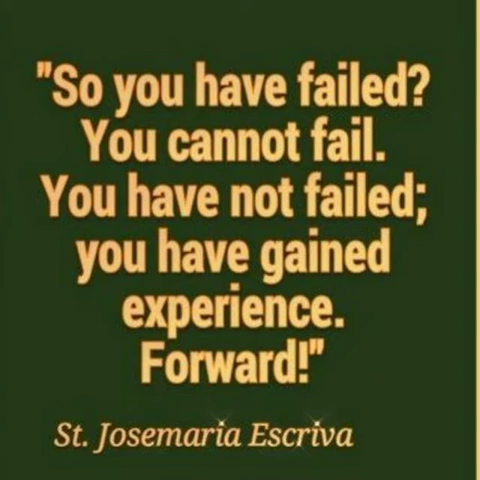 "So you have failed?
You cannot fail.
You have not failed;
you have gained
experience.
Forward!"
St. Josemaria Escriva